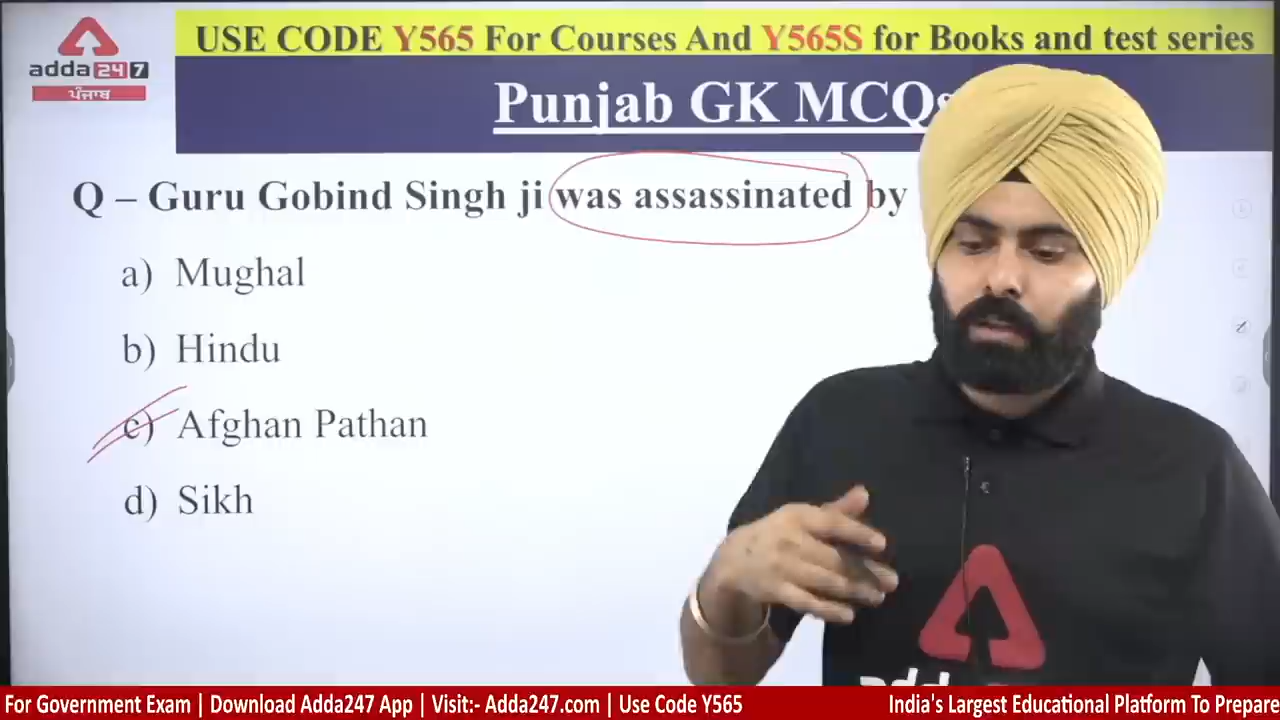 USE CODE Y565 For Courses And Y565S for Books and test series
adda 247
ਪੰਜਾਬ
Punjab GK MCQs
Q – Guru Gobind Singh ji was assassinated by
a) Mughal
b) Hindu
c) Afghan Pathan
d) Sikh
For Government Exam | Download Adda247 App | Visit:- Adda247.com | Use Code Y565
India's Largest Educational Platform To Prepare